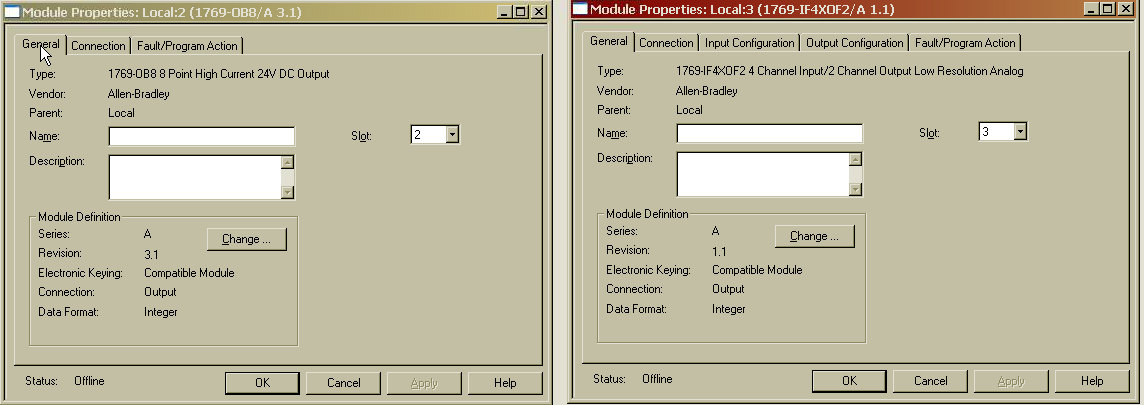 Module Properties: Local:2 (1769-OB8/A 3.1)
General Connection Fault/Program Action
Type: 1769-OB8 8 Point High Current 24V DC Output
Vendor: Allen-Bradley
Parent: Local
Name: Slot: 2
Description:
Module Definition
Series: A Change ...
Revision: 3.1
Electronic Keying: Compatible Module
Connection: Output
Data Format: Integer
Status: Offline OK Cancel Apply Help
Module Properties: Local:3 (1769-IF4XOF2/A 1.1)
General Connection Input Configuration Output Configuration Fault/Program Action
Type: 1769-IF4XOF2 4 Channel Input/2 Channel Output Low Resolution Analog
Vendor: Allen-Bradley
Parent: Local
Name: Slot: 3
Description:
Module Definition
Series: A Change ...
Revision: 1.1
Electronic Keying: Compatible Module
Connection: Output
Data Format: Integer
Status: Offline OK Cancel Apply Help